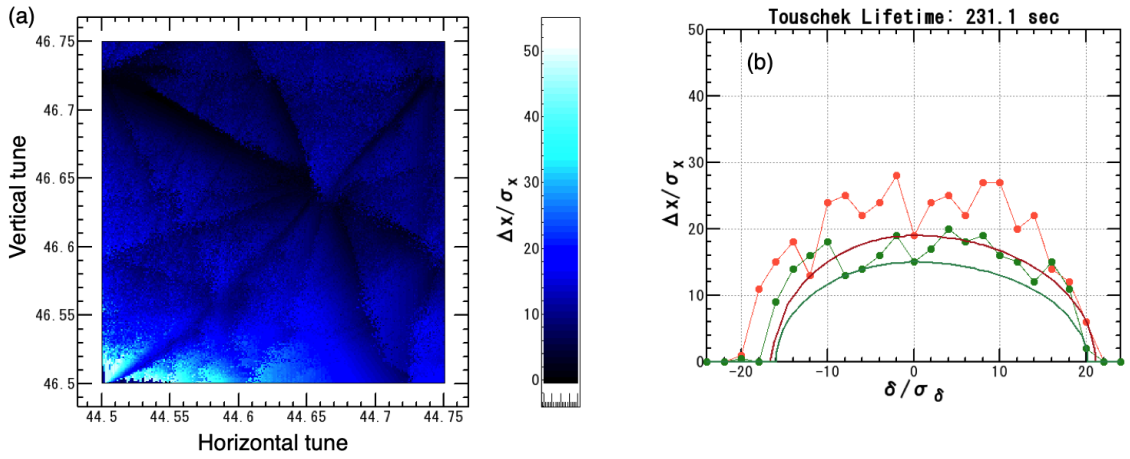 (a)
46.75
46.7
46.65
46.6
46.55
46.5
Vertical tune
44.5 44.55 44.6 44.65 44.7 44.75
Horizontal tune
50
40
30
20
10
0
Δx/σx
Touschek Lifetime: 231.1 sec
(b)
50
40
30
20
10
0
Δx/σx
-20 -10 0 10 20
δ/σδ